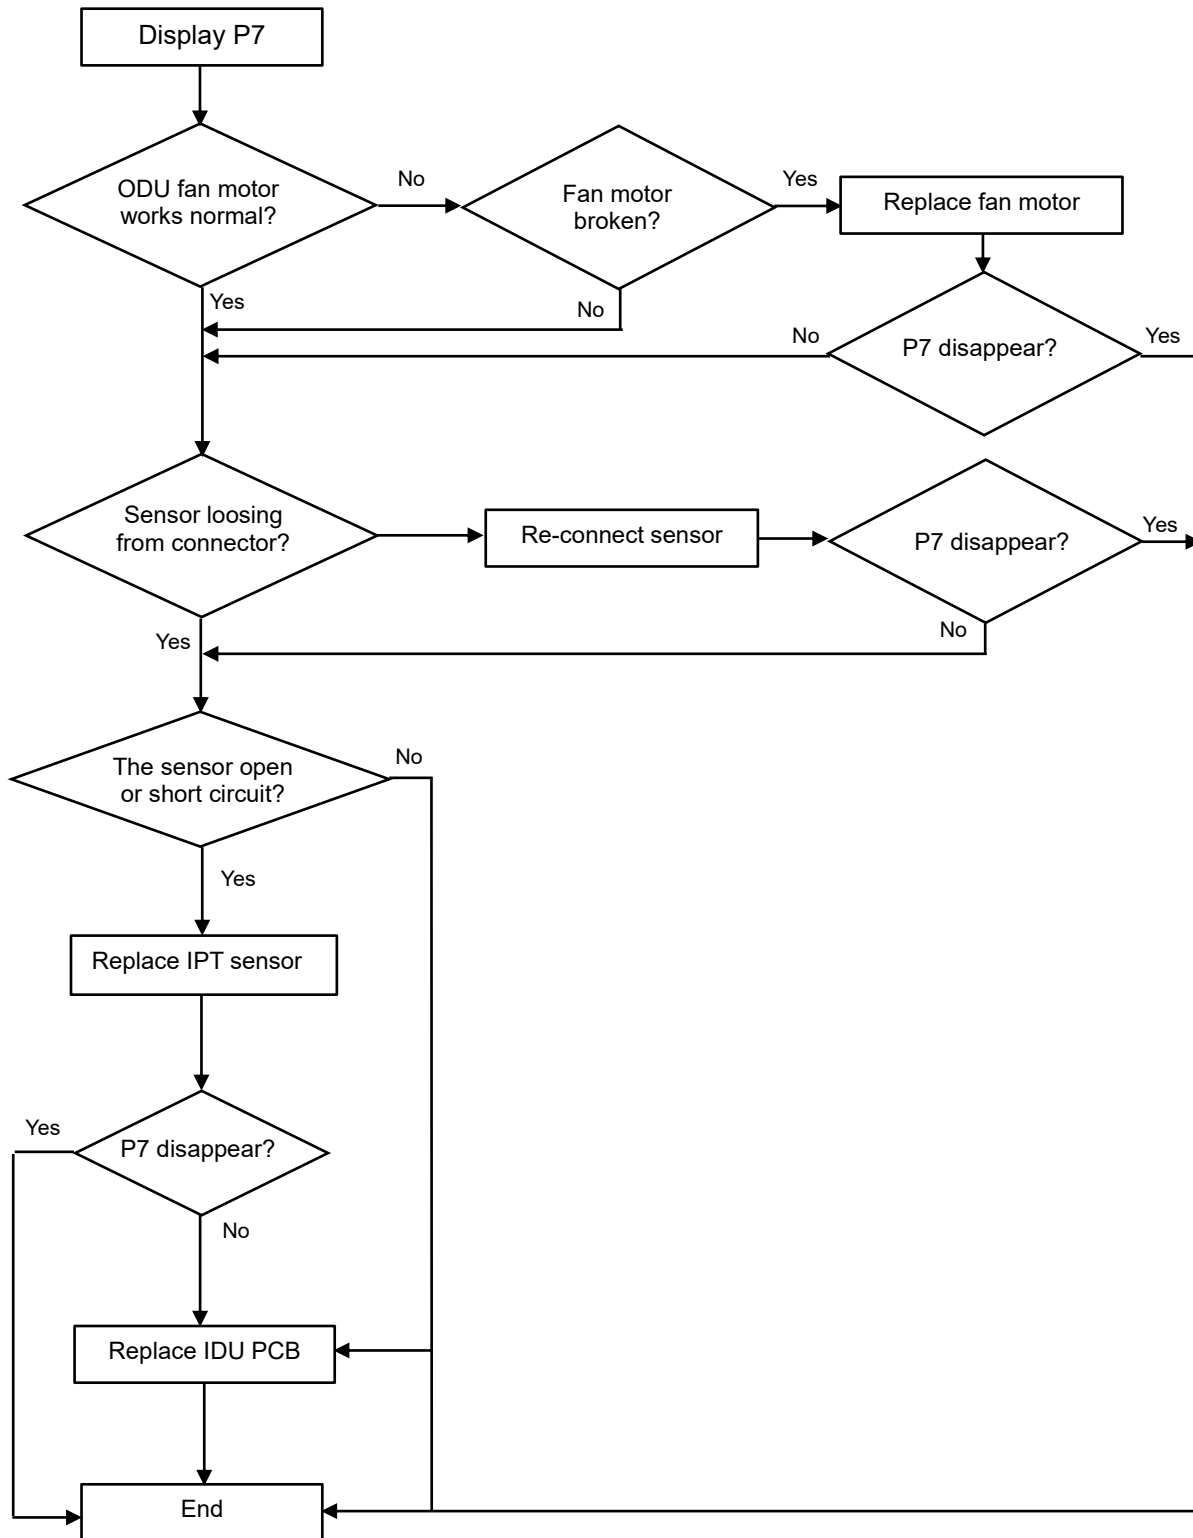 Display P7
ODU fan motor
works normal?
No
Fan motor
broken?
Yes
Replace fan motor
Yes
No
No
P7 disappear?
Yes
Sensor loosing
from connector?
Re-connect sensor
P7 disappear?
Yes
Yes
No
The sensor open
or short circuit?
No
Yes
Replace IPT sensor
Yes
P7 disappear?
No
Replace IDU PCB
End